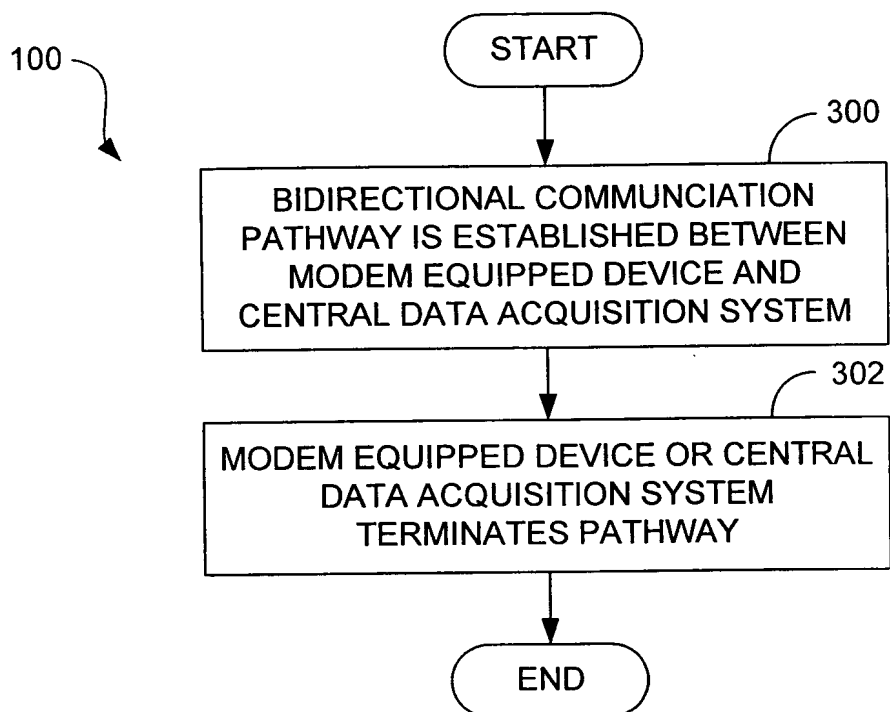 START
100
300
BIDIRECTIONAL COMMUNCIATION
PATHWAY IS ESTABLISHED BETWEEN
MODEM EQUIPPED DEVICE AND
CENTRAL DATA ACQUISITION SYSTEM
302
MODEM EQUIPPED DEVICE OR CENTRAL
DATA ACQUISITION SYSTEM
TERMINATES PATHWAY
END